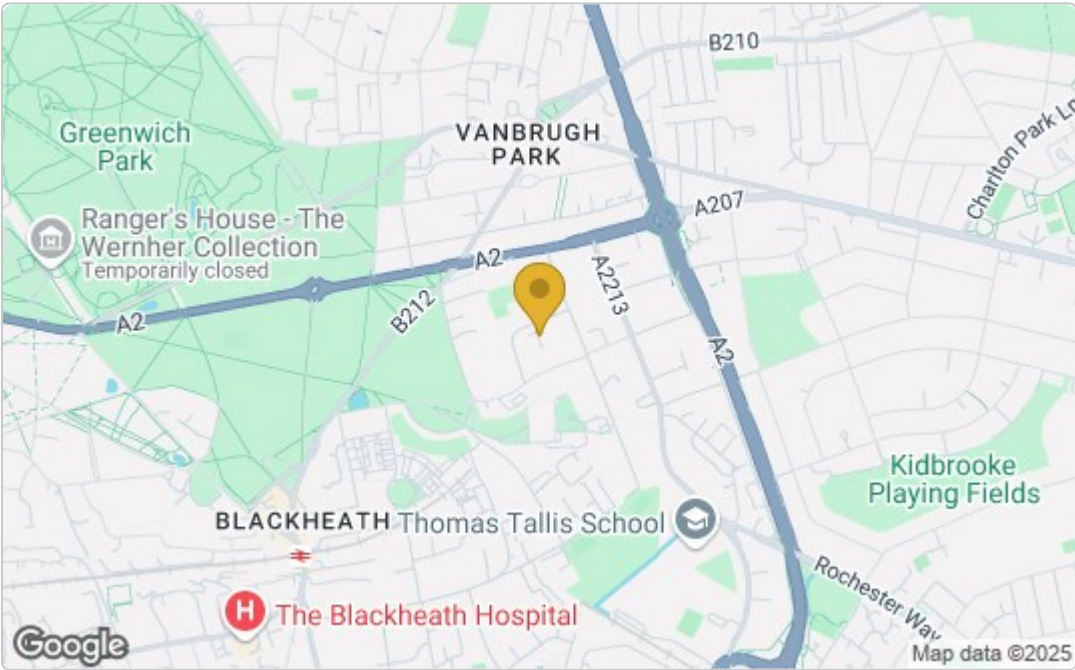 B210
VANBRUGH
PARK
Greenwich
Park
Charlton Park Ln
A207
Ranger's House - The
Wernher Collection
Temporarily closed
A2
A2213
B212
A2
A2
Kidbrooke
Playing Fields
BLACKHEATH
Thomas Tallis School
Rochester Way
H
The Blackheath Hospital
Google
Map data ©2025